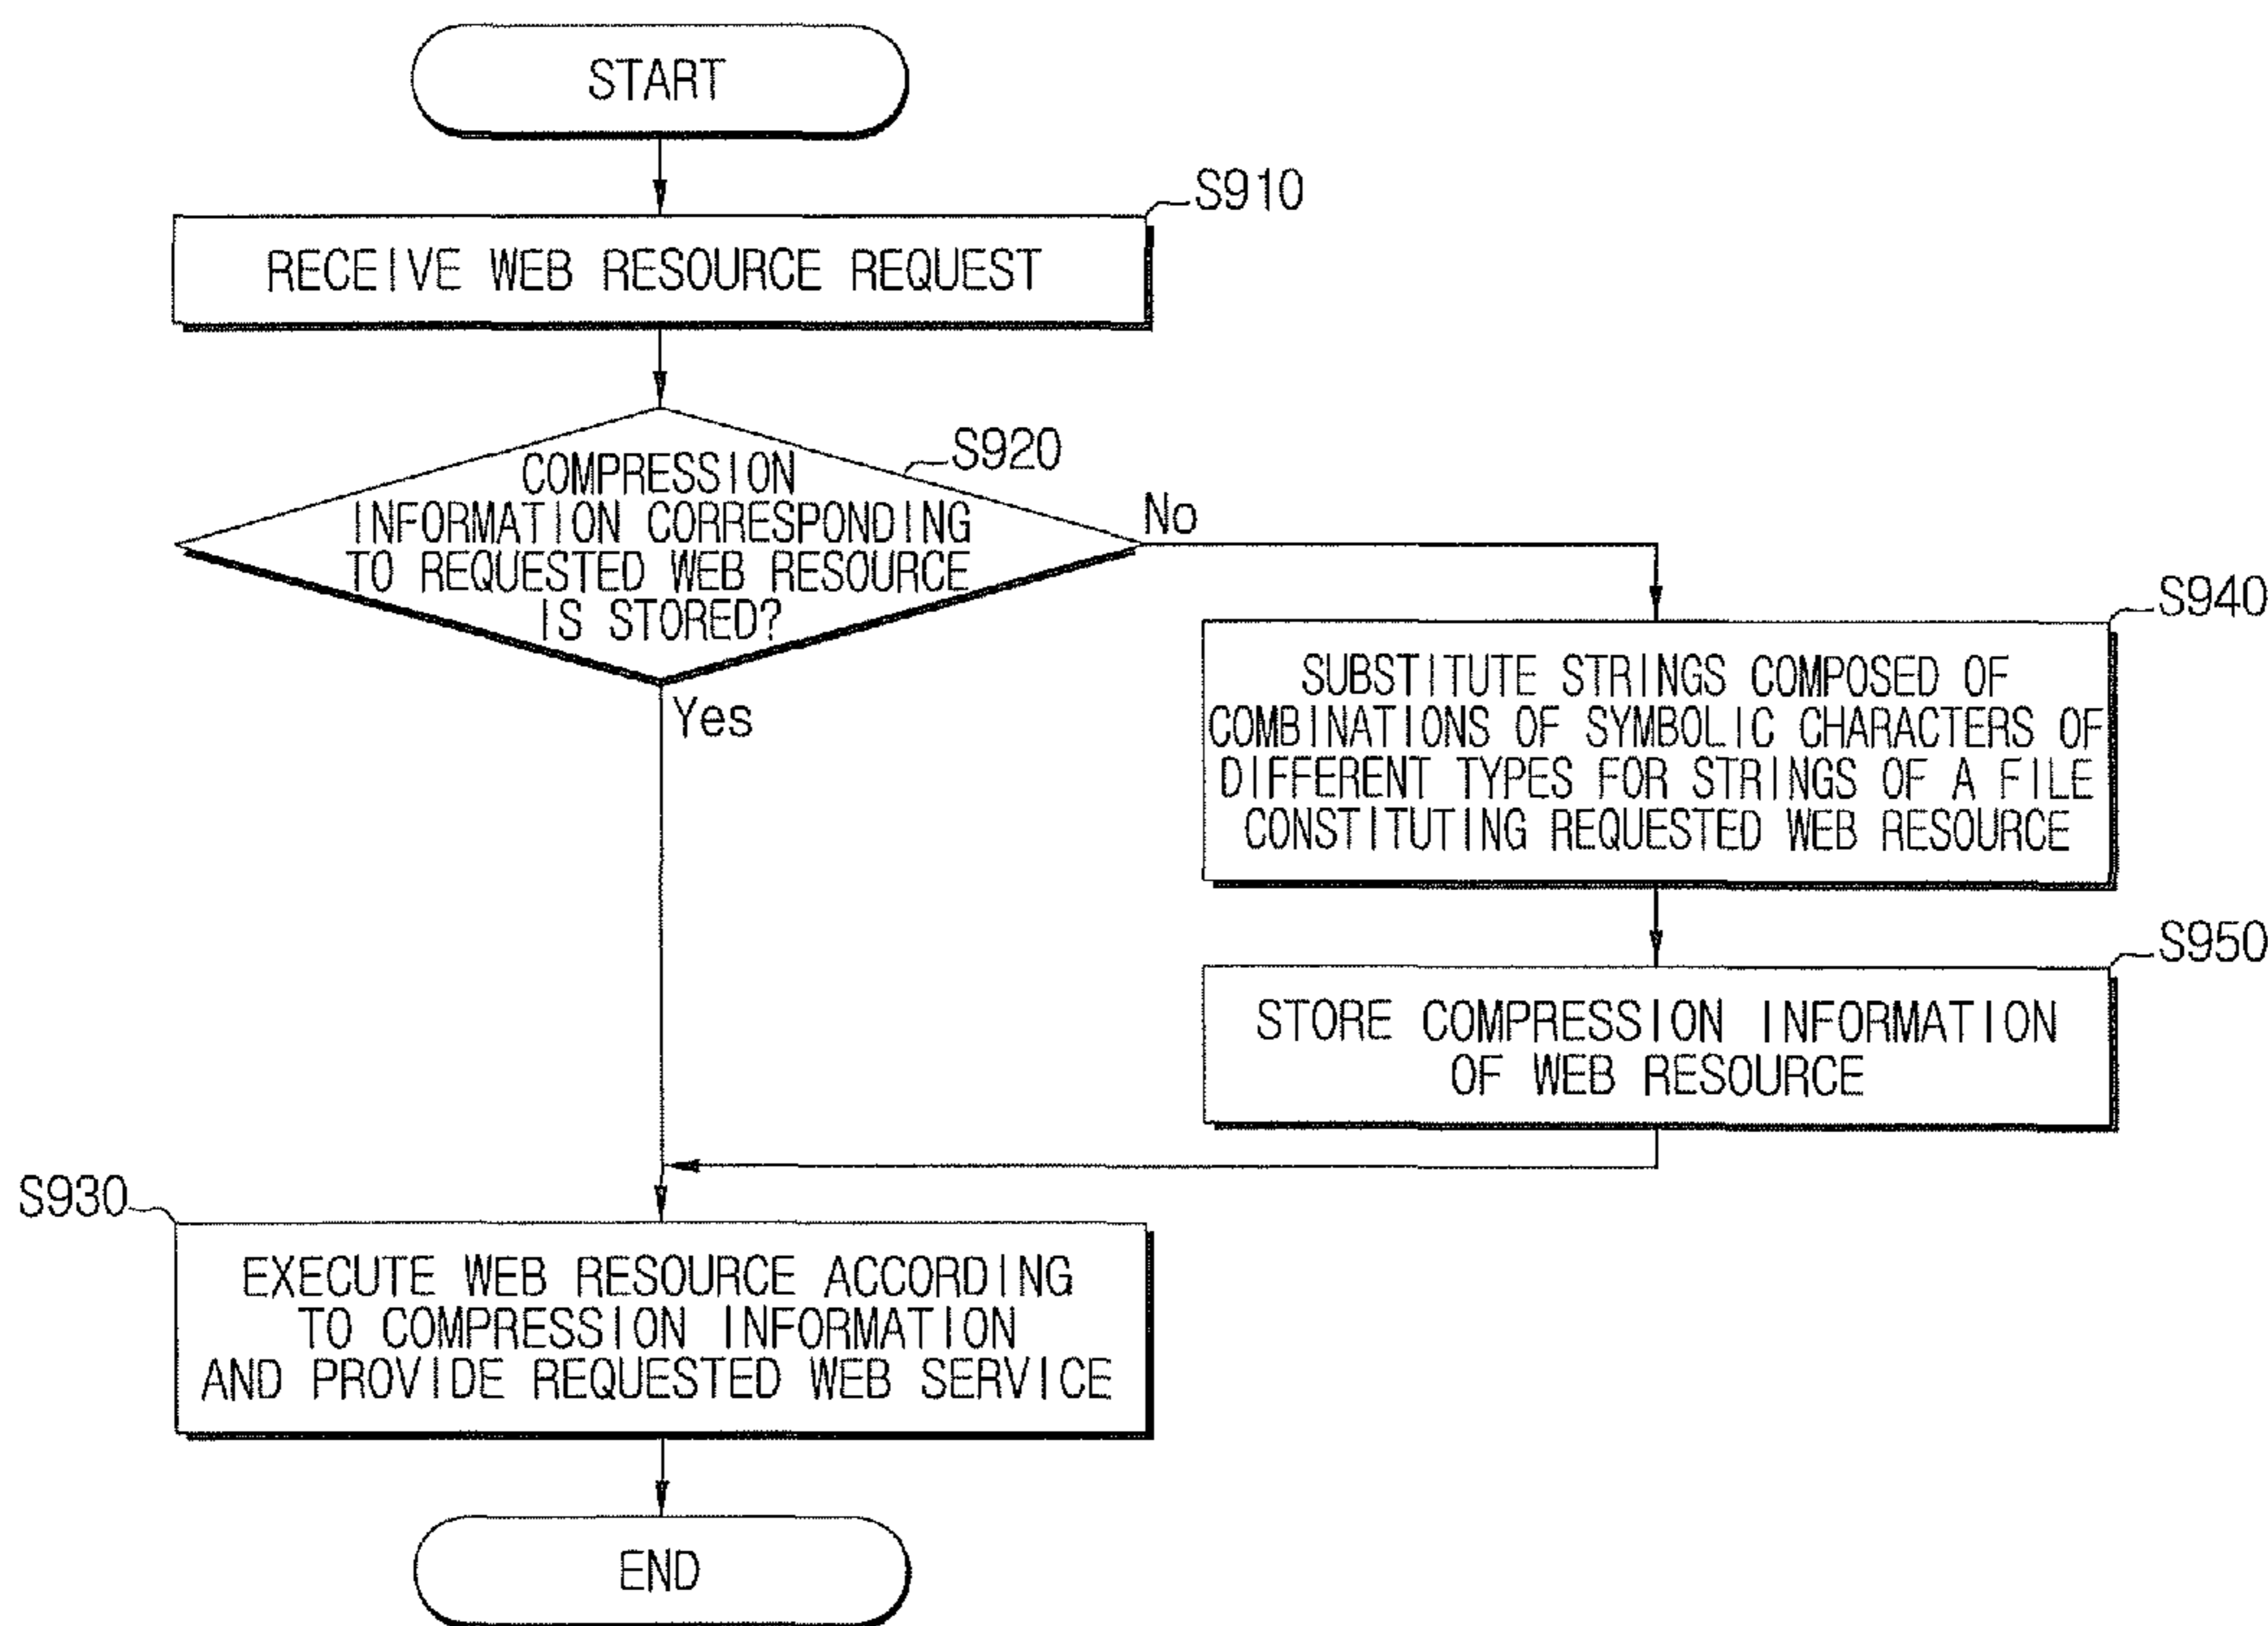 START
S910
RECEIVE WEB RESOURCE REQUEST
S920
COMPRESSION
INFORMATION CORRESPONDING
TO REQUESTED WEB RESOURCE
IS STORED?
No
Yes
S940
SUBSTITUTE STRINGS COMPOSED OF
COMBINATIONS OF SYMBOLIC CHARACTERS OF
DIFFERENT TYPES FOR STRINGS OF A FILE
CONSTITUTING REQUESTED WEB RESOURCE
S950
STORE COMPRESSION INFORMATION
OF WEB RESOURCE
S930
EXECUTE WEB RESOURCE ACCORDING
TO COMPRESSION INFORMATION
AND PROVIDE REQUESTED WEB SERVICE
END